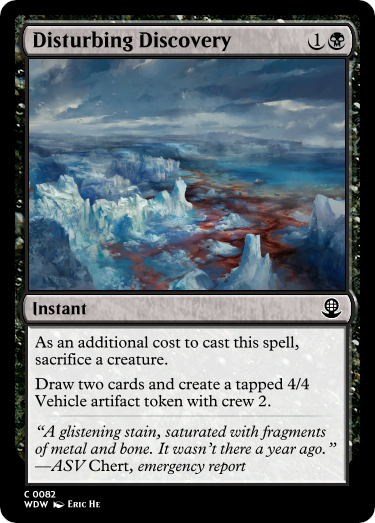 Disturbing Discovery 1
Instant
As an additional cost to cast this spell,
sacrifice a creature.
Draw two cards and create a tapped 4/4
Vehicle artifact token with crew 2.
“A glistening stain, saturated with fragments
of metal and bone. It wasn't there a year ago.”
—ASV Chert, emergency report
C 0082
WDW Eric He